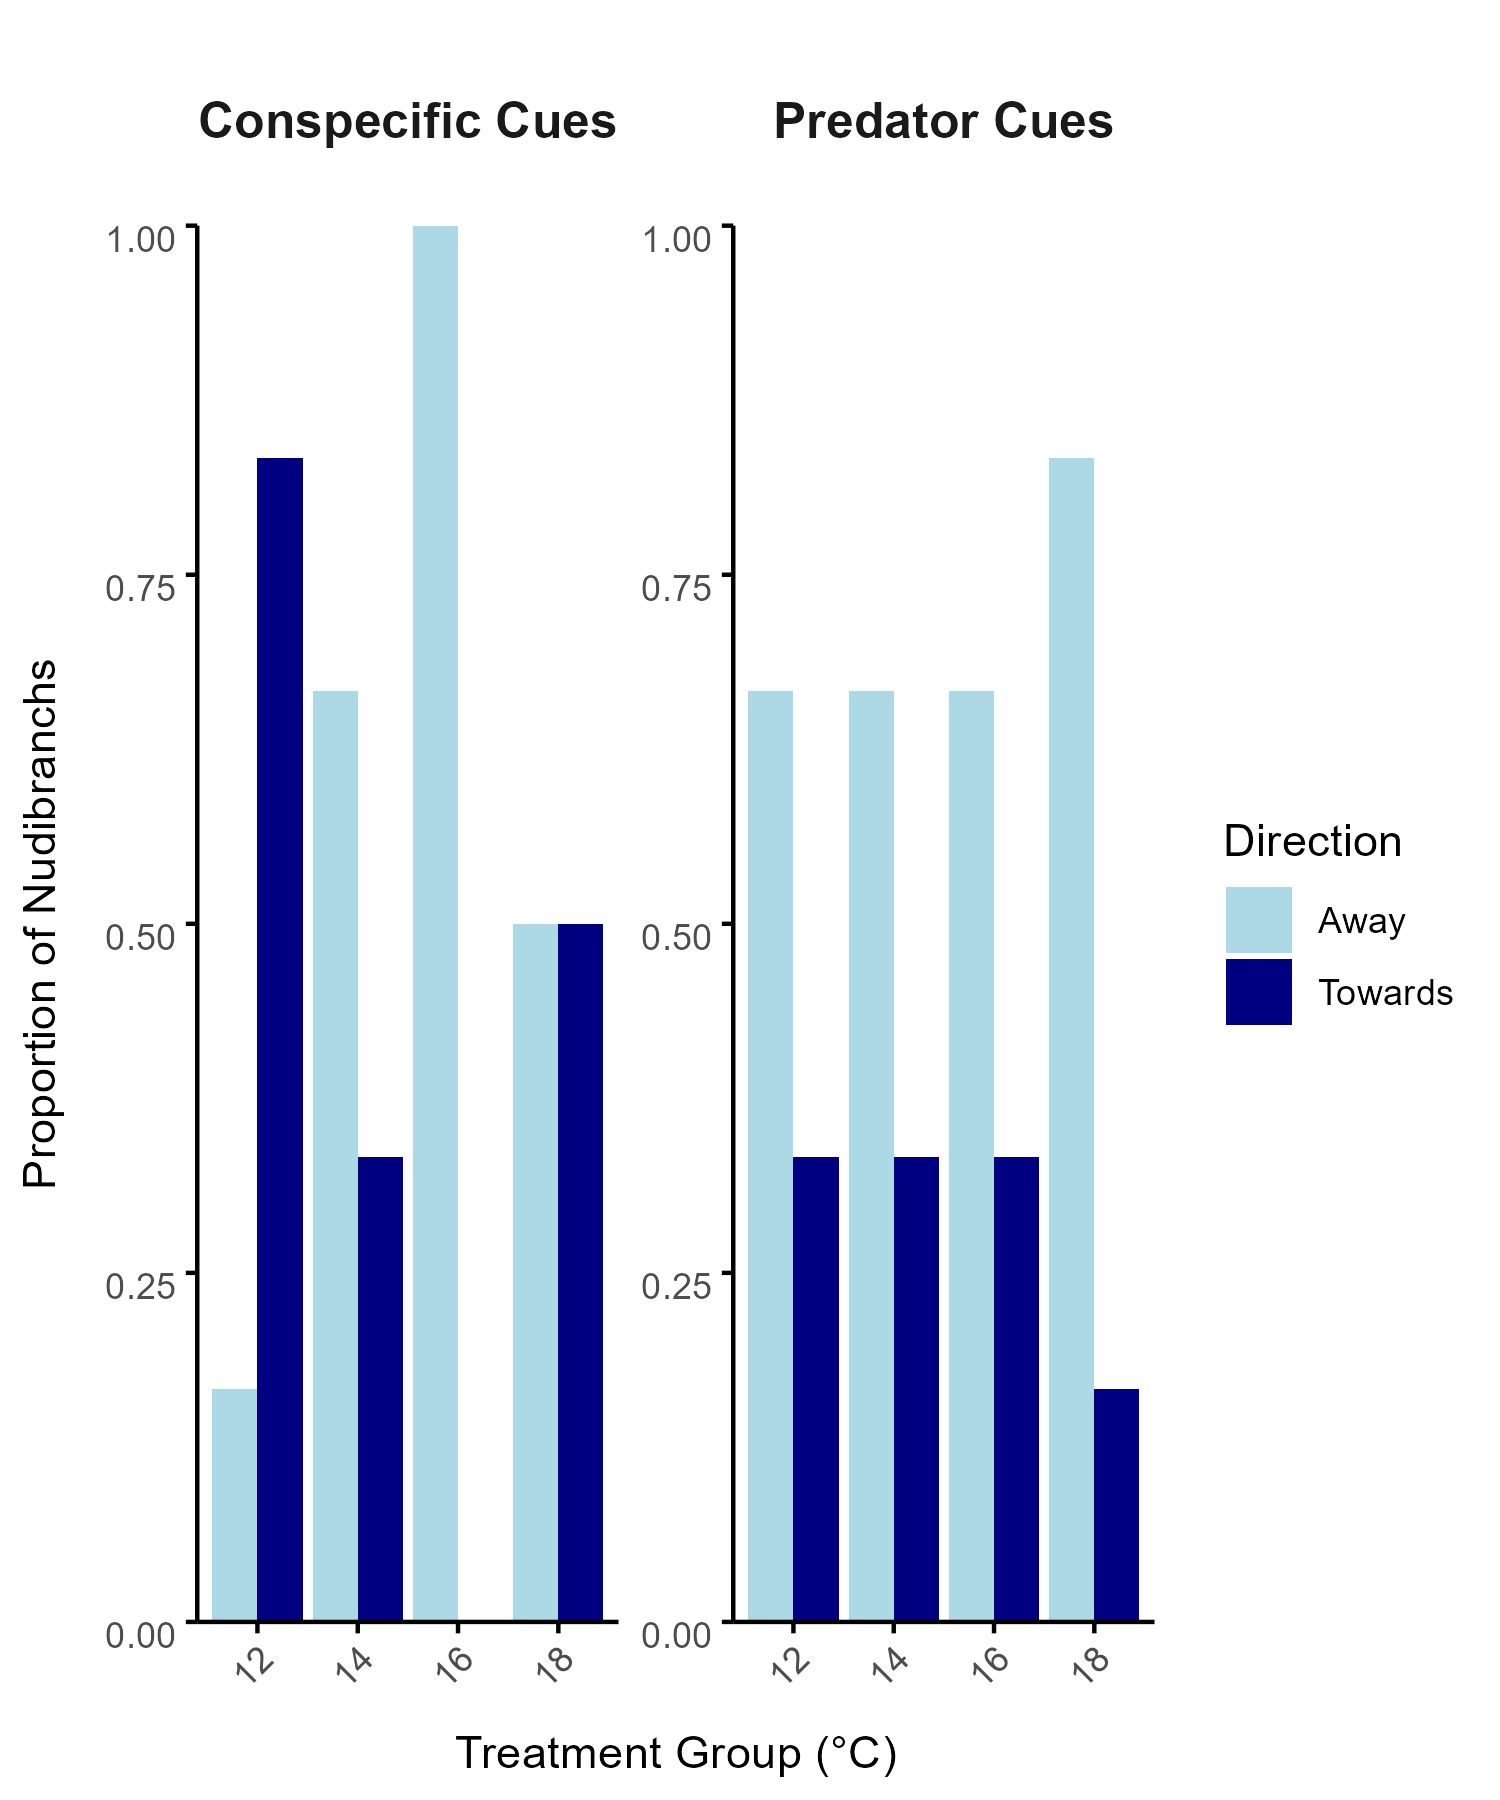 Conspecific Cues
Predator Cues
1.00
0.75
0.50
0.25
0.00
1.00
0.75
0.50
0.25
0.00
Proportion of Nudibranchs
12
14
16
18
12
14
16
18
Treatment Group (°C)
Direction
Away
Towards